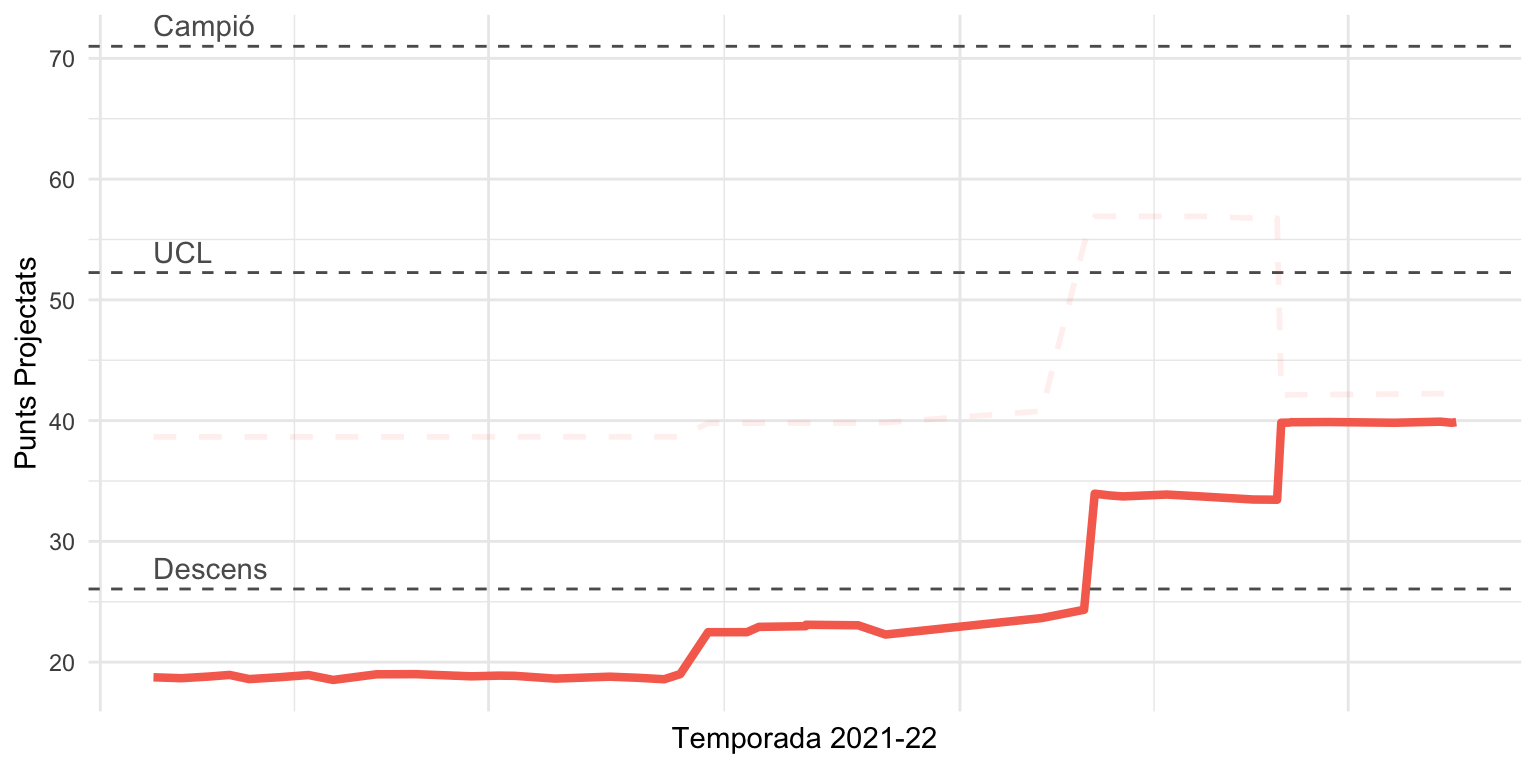 Campió
70
60
UCL
50
40
30
Descens
20
Punts Projectats
Temporada 2021-22